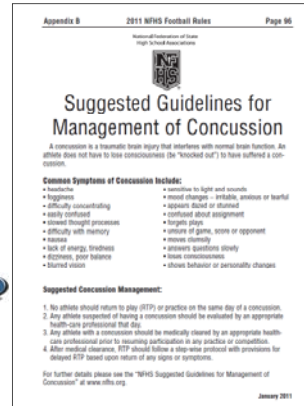 Appendix B 2011 NFHS Football Rules Page 96
National Federation of State
High School Associations
NF
HS
Suggested Guidelines for
Management of Concussion
A concussion is a traumatic brain injury that interferes with normal brain function. An
athlete does not have to lose consciousness (be "knocked out") to have suffered a con-
cussion.
Common Symptoms of Concussion Include:
• headache
• fogginess
• difficulty concentrating
• easily confused
• slowed thought processes
• difficulty with memory
• nausea
• lack of energy, tiredness
• dizziness, poor balance
• blurred vision
• sensitive to light and sounds
• mood changes – irritable, anxious or tearful
• appears dazed or stunned
• confused about assignment
• forgets plays
• unsure of game, score or opponent
• moves clumsily
• answers questions slowly
• loses consciousness
• shows behavior or personality changes
Suggested Concussion Management:
1. No athlete should return to play (RTP) or practice on the same day of a concussion.
2. Any athlete suspected of having a concussion should be evaluated by an appropriate
health-care professional that day.
3. Any athlete with a concussion should be medically cleared by an appropriate health-
care professional prior to resuming participation in any practice or competition.
4. After medical clearance, RTP should follow a step-wise protocol with provisions for
delayed RTP based upon return of any signs or symptoms.
For further details please see the "NFHS Suggested Guidelines for Management of
Concussion" at www.nfhs.org.
January 2011